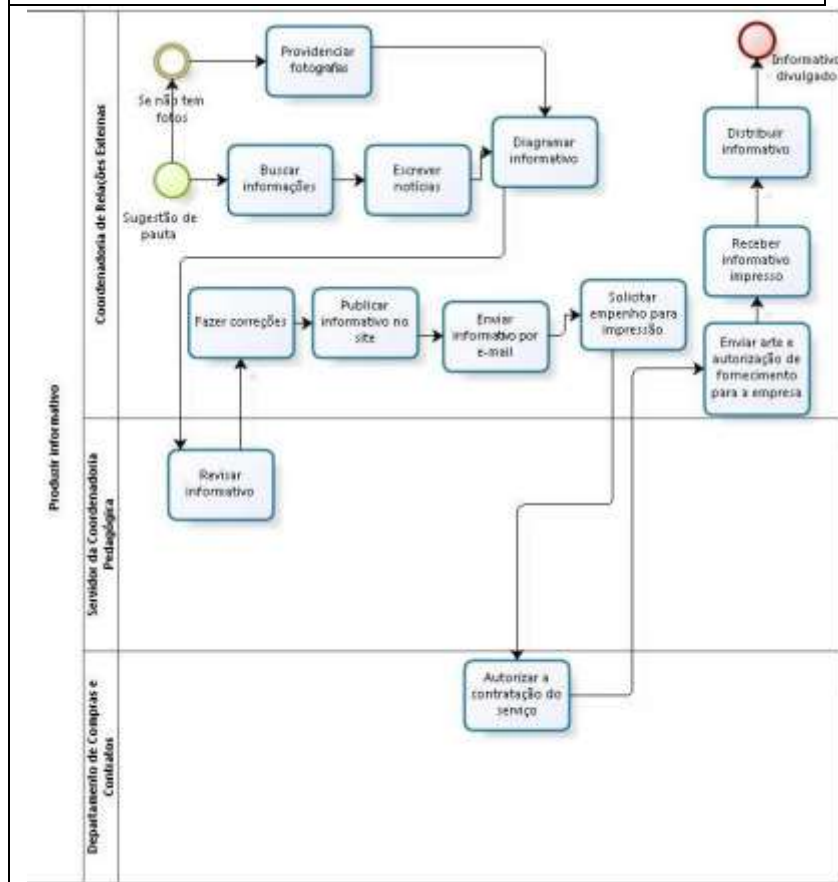 Produzir informativo
Coordenadoria de Relações Externas
Servidor da Coordenadoria
Pedagógica
Departamento de Compras e
Contratos
Se não tem
fotos
Providenciar
fotografias
Sugestão de
pauta
Buscar
informações
Escrever
notícias
Diagramar
informativo
Informativo
divulgado
Distribuir
informativo
Receber
informativo
impresso
Fazer correções
Publicar
informativo no
site
Enviar
informativo por
e-mail
Solicitar
empenho para
impressão
Enviar arte e
autorização de
fornecimento
para a empresa
Revisar
informativo
Autorizar a
contratação do
serviço